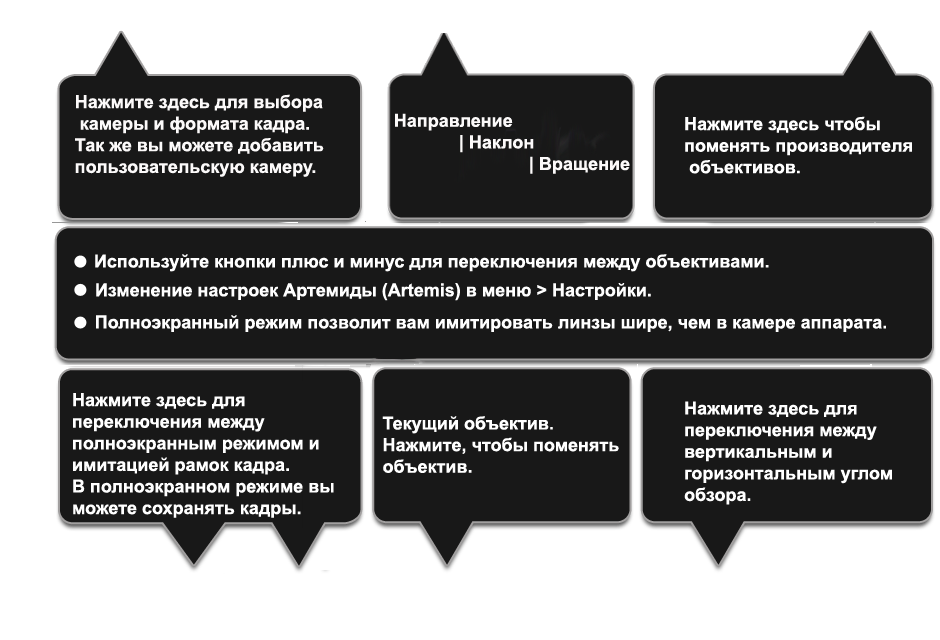 Нажмите здесь для выбора
камеры и формата кадра.
Так же вы можете добавить
пользовательскую камеру.
Направление
| Наклон
| Вращение
Нажмите здесь чтобы
поменять производителя
объективов.
● Используйте кнопки плюс и минус для переключения между объективами.
● Изменение настроек Артемиды (Artemis) в меню > Настройки.
● Полноэкранный режим позволит вам имитировать линзы шире, чем в камере аппарата.
Нажмите здесь для
переключения между
полноэкранным режимом и
имитацией рамок кадра.
В полноэкранном режиме вы
можете сохранять кадры.
Текущий объектив.
Нажмите, чтобы поменять
объектив.
Нажмите здесь для
переключения между
вертикальным и
горизонтальным углом
обзора.